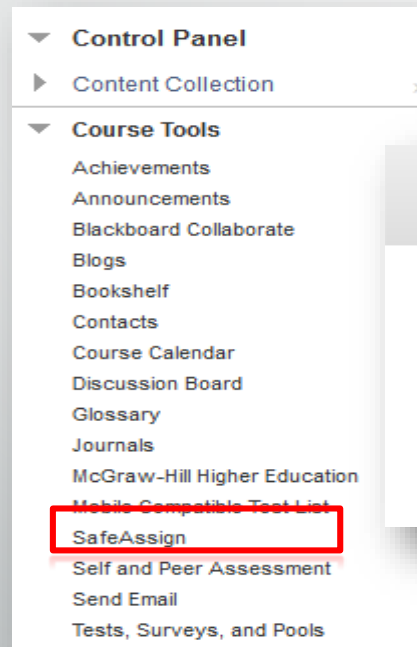 Control Panel
Content Collection
Course Tools
Achievements
Announcements
Blackboard Collaborate
Blogs
Bookshelf
Contacts
Course Calendar
Discussion Board
Glossary
Journals
McGraw-Hill Higher Education
Mobile Compatible Test List
SafeAssign
Self and Peer Assessment
Send Email
Tests, Surveys, and Pools